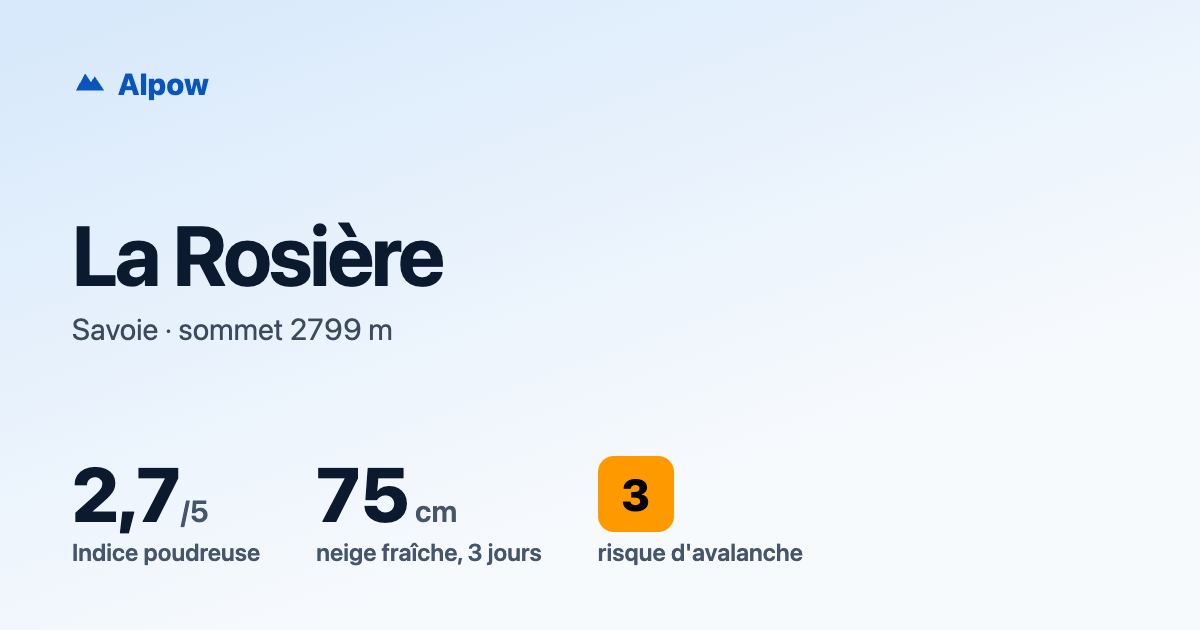 Alpow
La Rosière
Savoie · sommet 2799 m
2,7/5
Indice poudreuse
75 cm
neige fraîche, 3 jours
3
risque d'avalanche